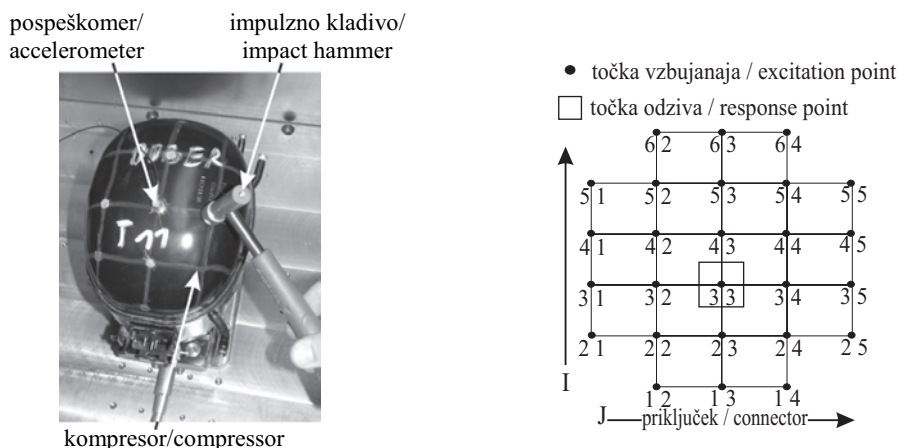 pospeškomer/
accelerometer
impulzno kladivo/
impact hammer
DOBER
T11
kompresor/compressor
točka vzbujanaja / excitation point
točka odziva / response point
6 2 6 3 6 4
5 1 5 2 5 3 5 4 5 5
4 1 4 2 4 3 4 4 4 5
3 1 3 2 3 3 3 4 3 5
2 1 2 2 2 3 2 4 2 5
1 2 1 3 1 4
I
J priključek / connector